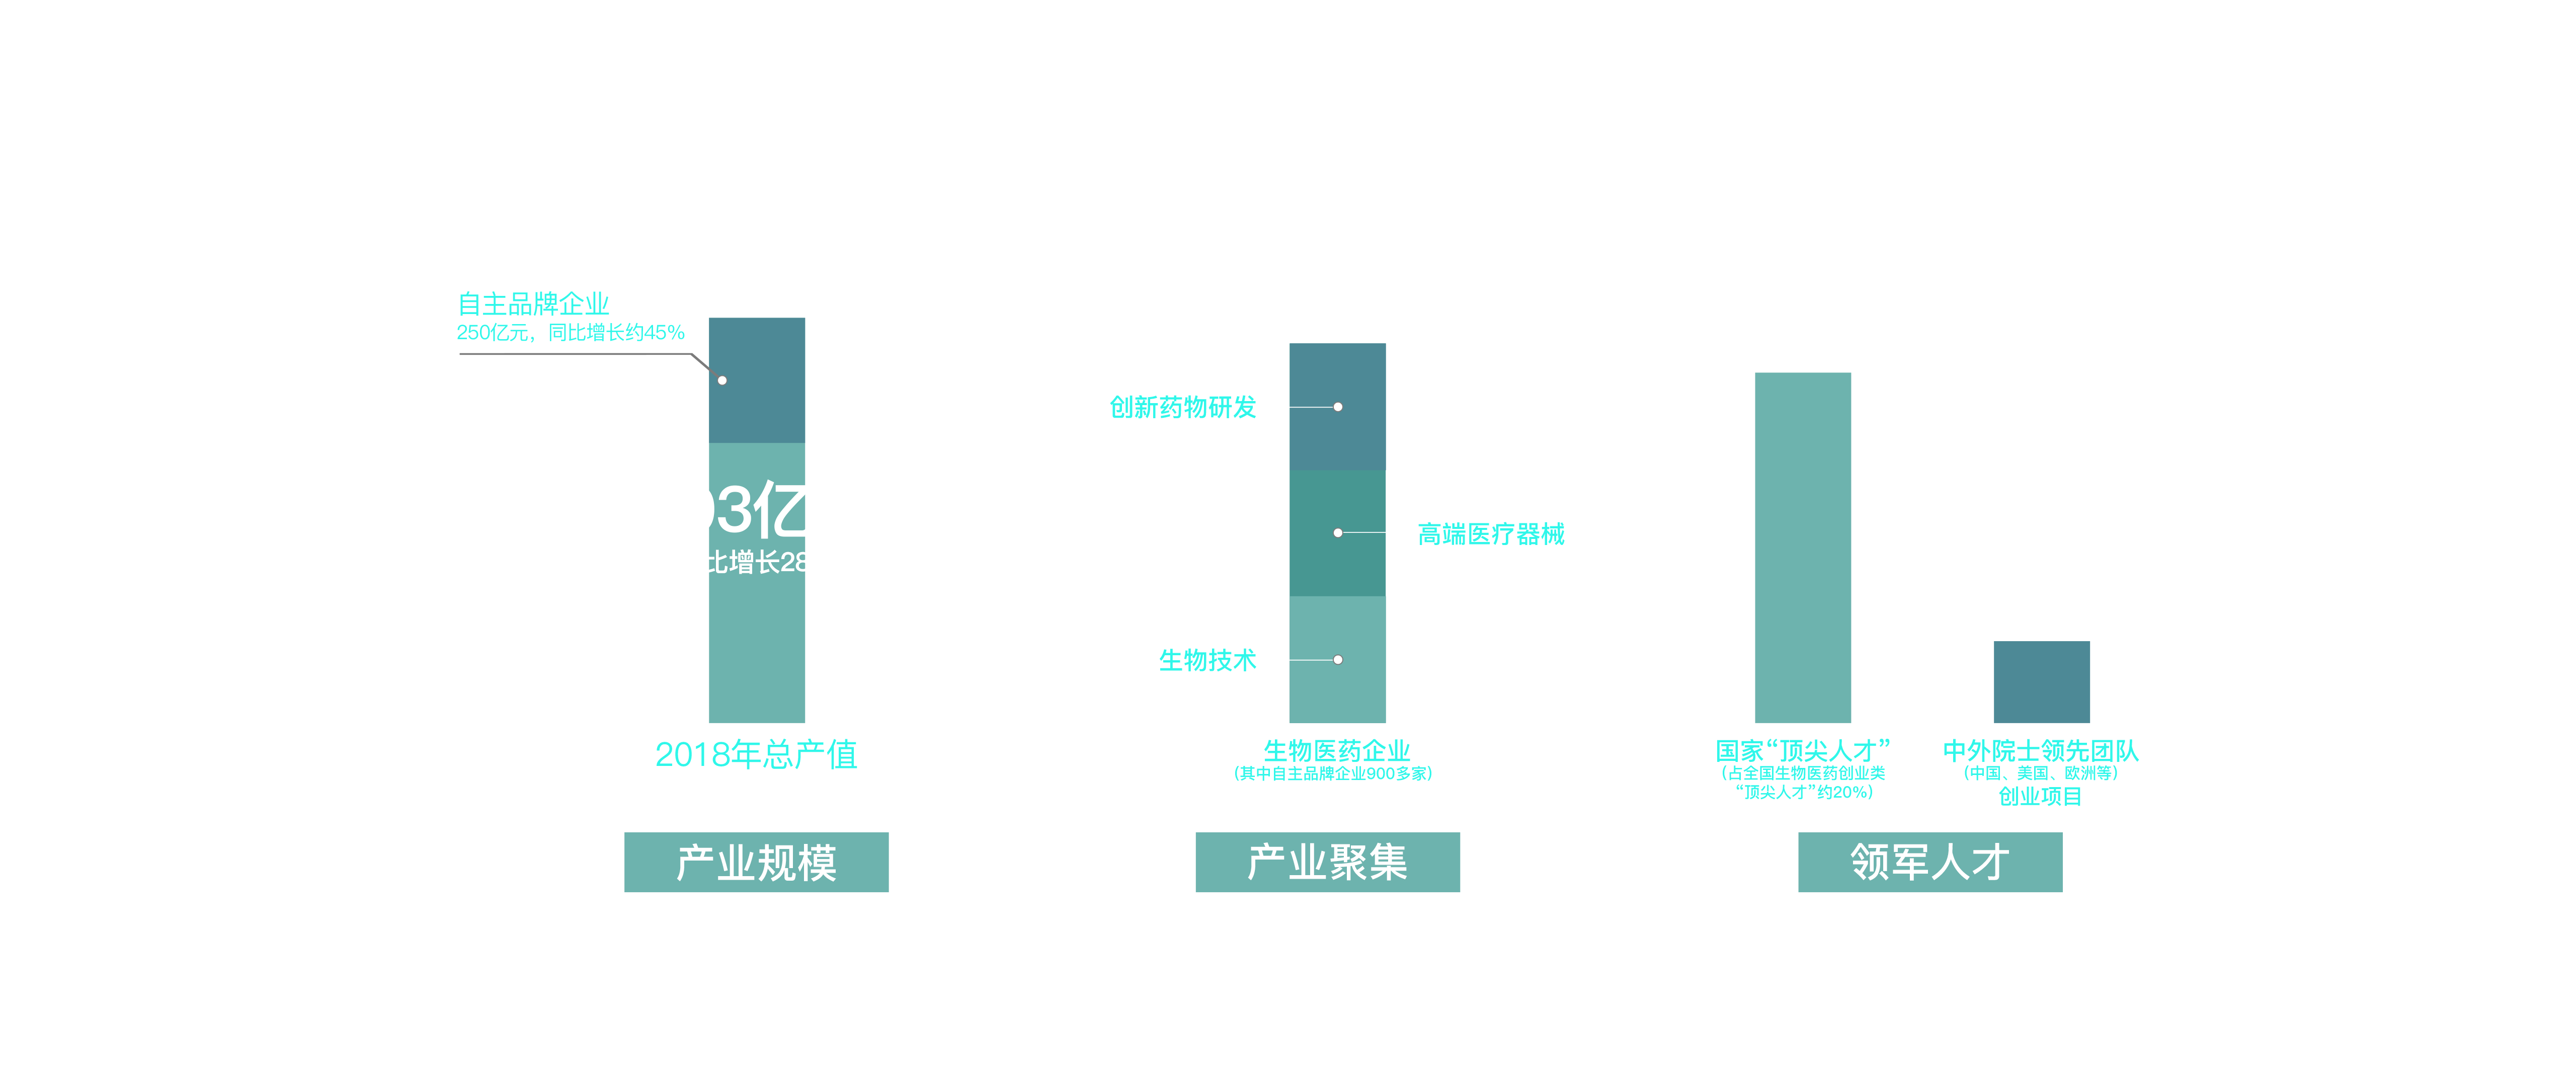 自主品牌企业
250亿元，同比增长约45%
03亿
比增长28
2018年总产值
产业规模
创新药物研发
高端医疗器械
生物技术
生物医药企业
(其中自主品牌企业900多家)
产业聚集
国家“顶尖人才”
(占全国生物医药创业类
“顶尖人才”约20%)
中外院士领先团队
(中国、美国、欧洲等)
创业项目
领军人才